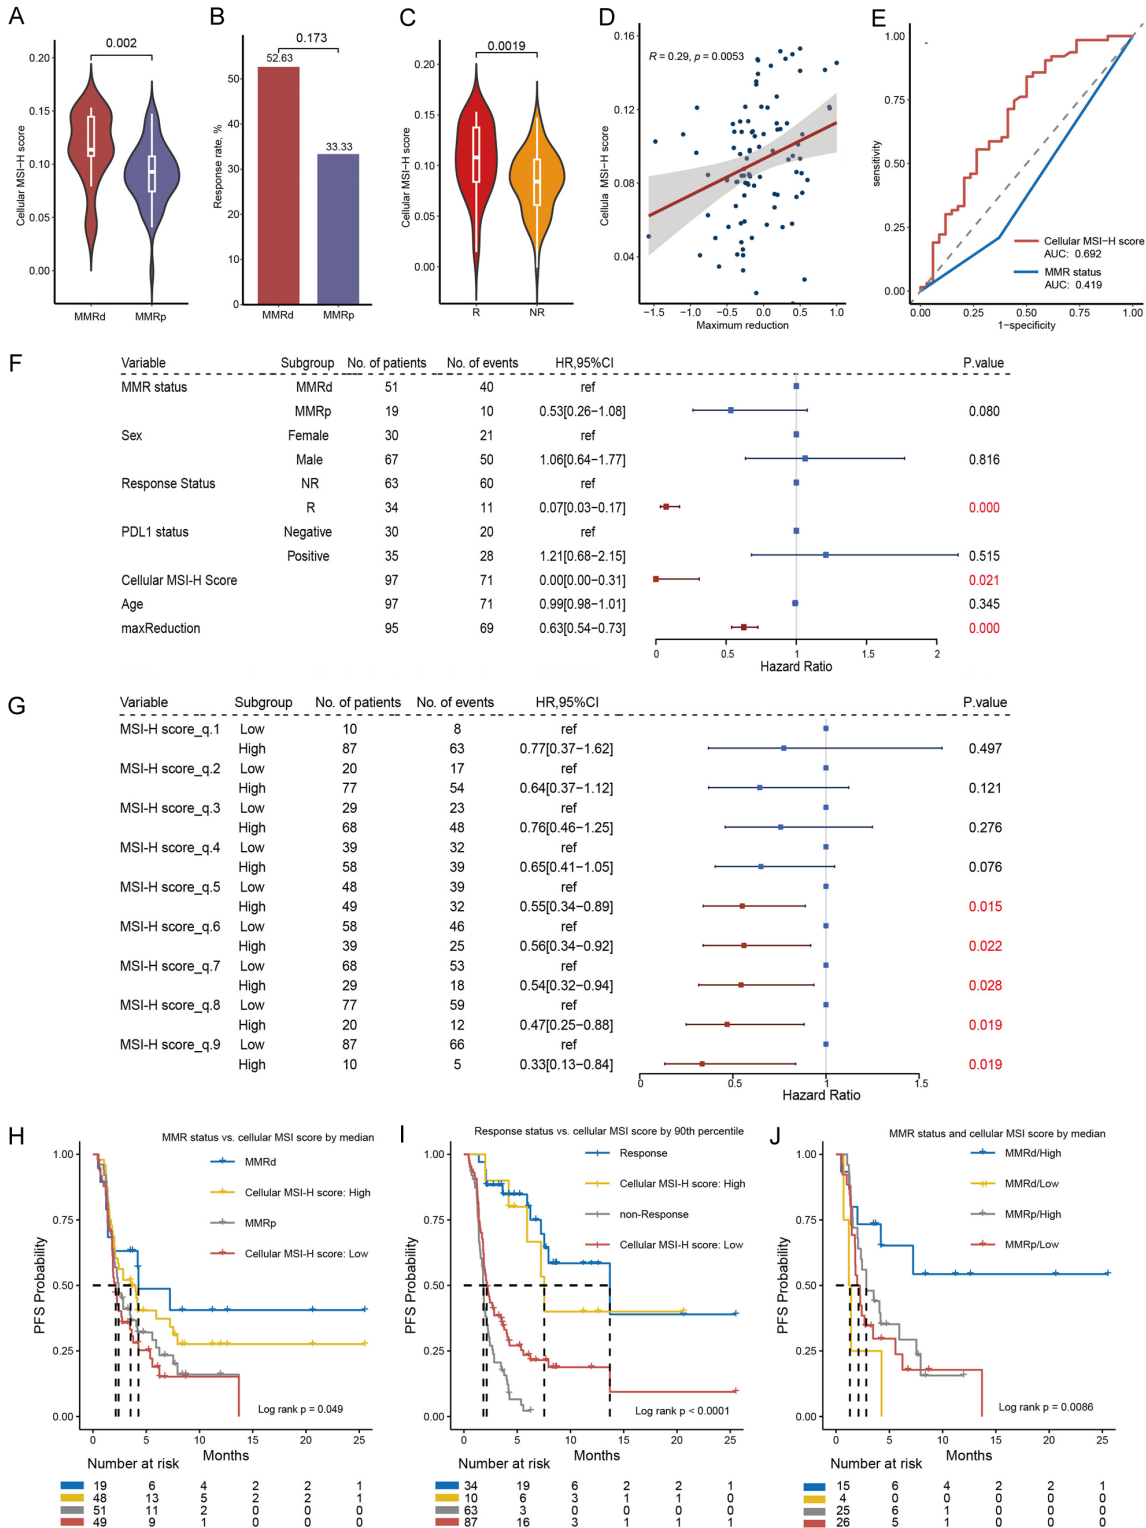 A
0.002
Cellular MSI-H score
0.20
0.15
0.10
0.05
0.00
MMRd
MMRp
B
0.173
52.63
33.33
Response rate, %
50
40
30
20
10
0
MMRd
MMRp
C
0.0019
Cellular MSI-H score
0.20
0.15
0.10
0.05
0.00
R
NR
D
R = 0.29, p = 0.0053
Cellula MSI-H score
0.16
0.12
0.08
0.04
-1.5
-1.0
-0.5
0.0
0.5
1.0
Maximum reduction
E
sensitivity
1.00
0.75
0.50
0.25
0.00
Cellular MSI-H score
AUC: 0.692
MMR status
AUC: 0.419
0.00
0.25
0.50
0.75
1.00
1-specificity
F
Variable Subgroup No. of patients No. of events HR,95%CI P.value
MMR status MMRd 51 40 ref
MMRp 19 10 0.53[0.26-1.08] 0.080
Sex Female 30 21 ref
Male 67 50 1.06[0.64-1.77] 0.816
Response Status NR 63 60 ref
R 34 11 0.07[0.03-0.17] 0.000
PDL1 status Negative 30 20 ref
Positive 35 28 1.21[0.68-2.15] 0.515
Cellular MSI-H Score 97 71 0.00[0.00-0.31] 0.021
Age 97 71 0.99[0.98-1.01] 0.345
maxReduction 95 69 0.63[0.54-0.73] 0.000
0 0.5 1 1.5 2
Hazard Ratio
G
Variable Subgroup No. of patients No. of events HR,95%CI P.value
MSI-H score_q.1 Low 10 8 ref
High 87 63 0.77[0.37-1.62] 0.497
MSI-H score_q.2 Low 20 17 ref
High 77 54 0.64[0.37-1.12] 0.121
MSI-H score_q.3 Low 29 23 ref
High 68 48 0.76[0.46-1.25] 0.276
MSI-H score_q.4 Low 39 32 ref
High 58 39 0.65[0.41-1.05] 0.076
MSI-H score_q.5 Low 48 39 ref
High 49 32 0.55[0.34-0.89] 0.015
MSI-H score_q.6 Low 58 46 ref
High 39 25 0.56[0.34-0.92] 0.022
MSI-H score_q.7 Low 68 53 ref
High 29 18 0.54[0.32-0.94] 0.028
MSI-H score_q.8 Low 77 59 ref
High 20 12 0.47[0.25-0.88] 0.019
MSI-H score_q.9 Low 87 66 ref
High 10 5 0.33[0.13-0.84] 0.019
0 0.5 1 1.5
Hazard Ratio
H
MMR status vs. cellular MSI score by median
MMRd
Cellular MSI-H score: High
MMRp
Cellular MSI-H score: Low
PFS Probability
1.00
0.75
0.50
0.25
0.00
Log rank p = 0.049
0 5 10 15 20 25
Months
Number at risk
19 6 4 2 2 1
48 13 5 2 2 1
51 11 2 0 0 0
49 9 1 0 0 0
I
Response status vs. cellular MSI score by 90th percentile
Response
Cellular MSI-H score: High
non-Response
Cellular MSI-H score: Low
PFS Probability
1.00
0.75
0.50
0.25
0.00
Log rank p < 0.0001
0 5 10 15 20 25
Months
Number at risk
34 19 6 2 2 1
10 6 3 1 1 0
63 3 0 0 0 0
87 16 3 1 1 1
J
MMR status and cellular MSI score by median
MMRd/High
MMRd/Low
MMRp/High
MMRp/Low
PFS Probability
1.00
0.75
0.50
0.25
0.00
Log rank p = 0.0086
0 5 10 15 20 25
Months
Number at risk
15 6 4 2 2 1
4 0 0 0 0 0
25 6 1 0 0 0
26 5 1 0 0 0